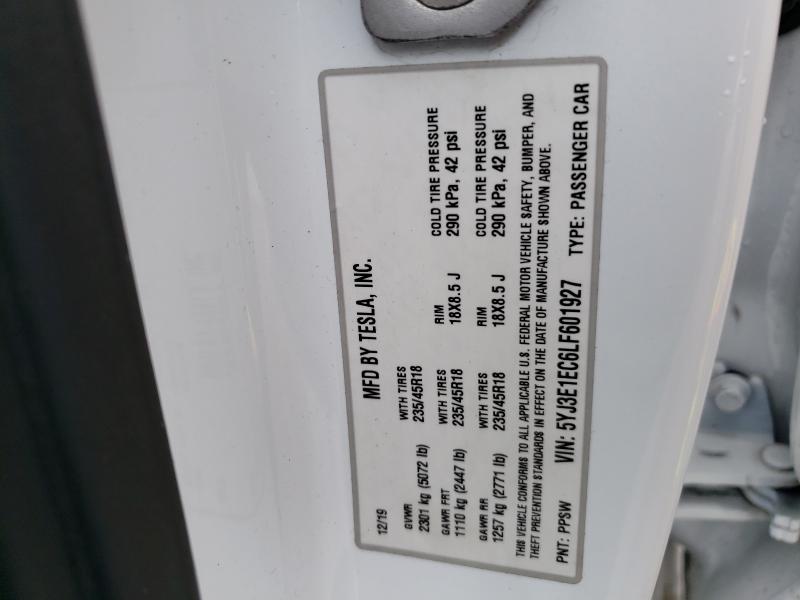 MFD BY TESLA, INC.
12/19
GVWR WITH TIRES COLD TIRE PRESSURE
2301 kg (5072 lb) 235/45R18 290 kPa, 42 psi
GAWR FRT WITH TIRES RIM
1110 kg (2447 lb) 235/45R18 18X8.5 J
GAWR RR WITH TIRES RIM COLD TIRE PRESSURE
1257 kg (2771 lb) 235/45R18 18X8.5 J 290 kPa, 42 psi
THIS VEHICLE CONFORMS TO ALL APPLICABLE U.S. FEDERAL MOTOR VEHICLE SAFETY, BUMPER, AND
THEFT PREVENTION STANDARDS IN EFFECT ON THE DATE OF MANUFACTURE SHOWN ABOVE.
PNT: PPSW VIN: 5YJ3E1EC6LF601927 TYPE: PASSENGER CAR